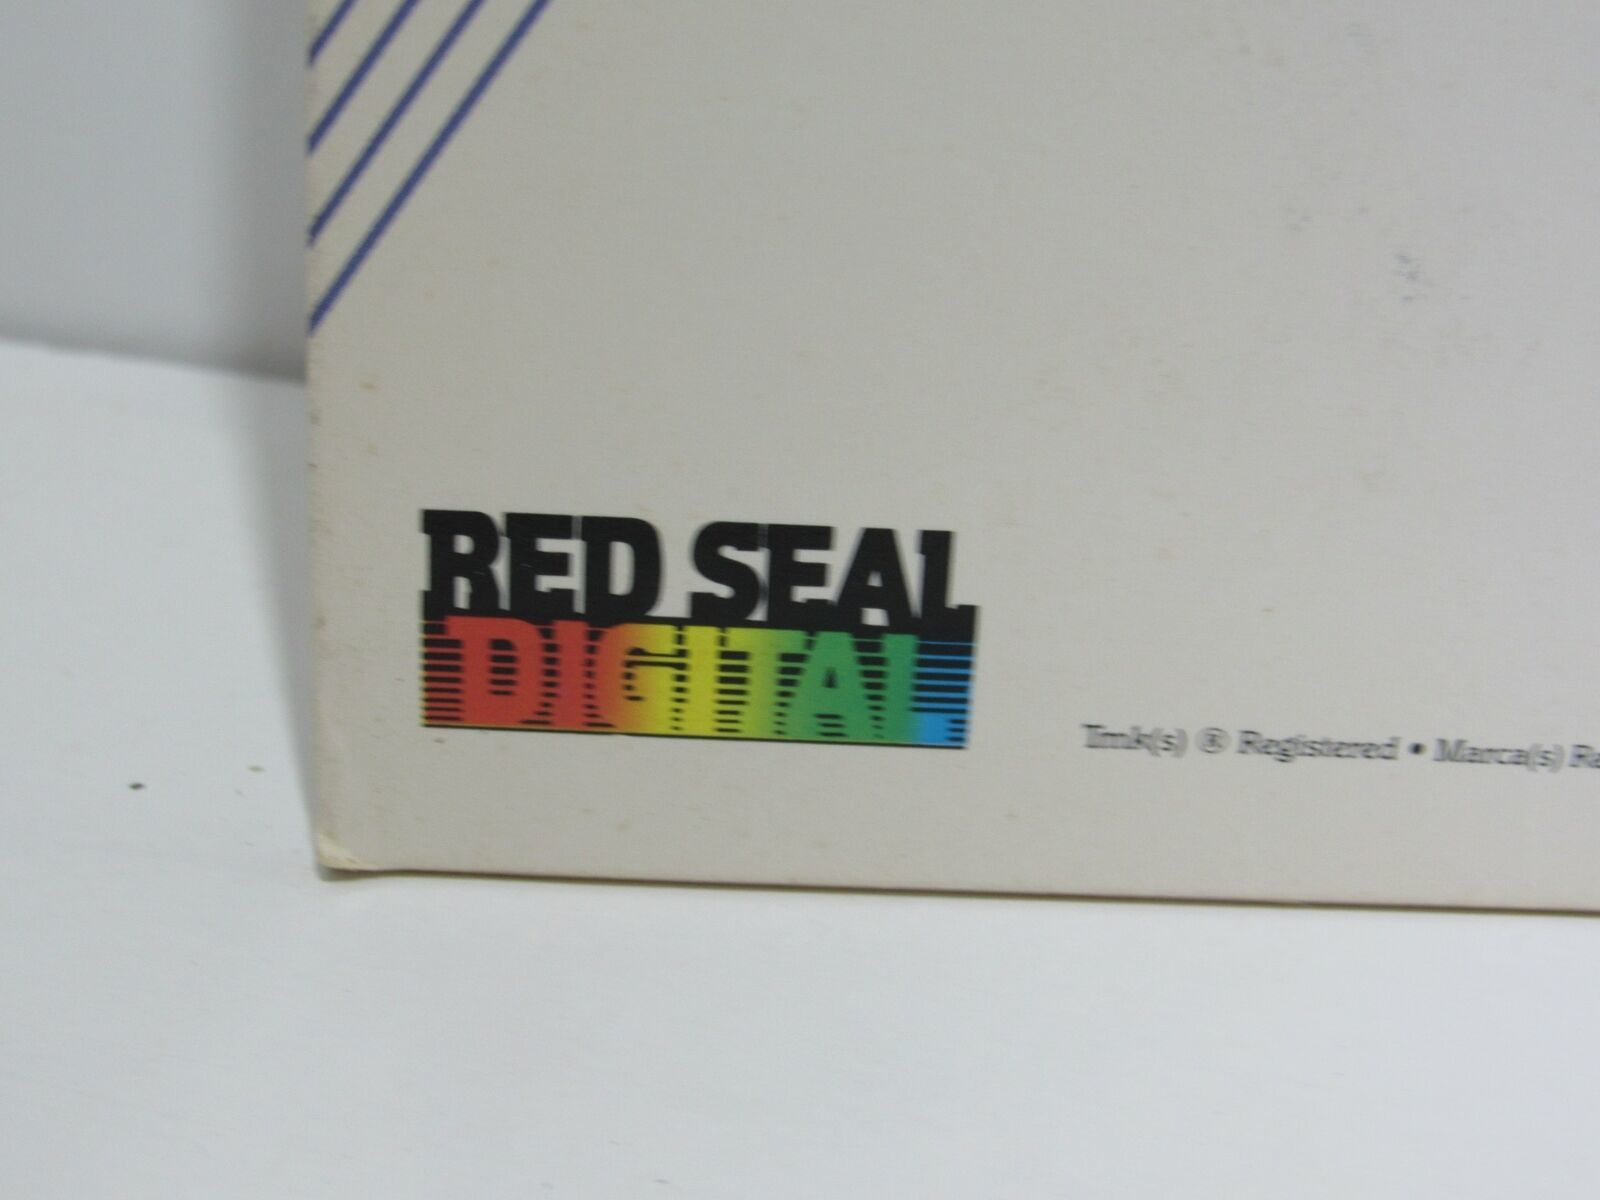 RED SEAL
DIGITAL
Tmk(s) ® Registered • Marca(s) Re